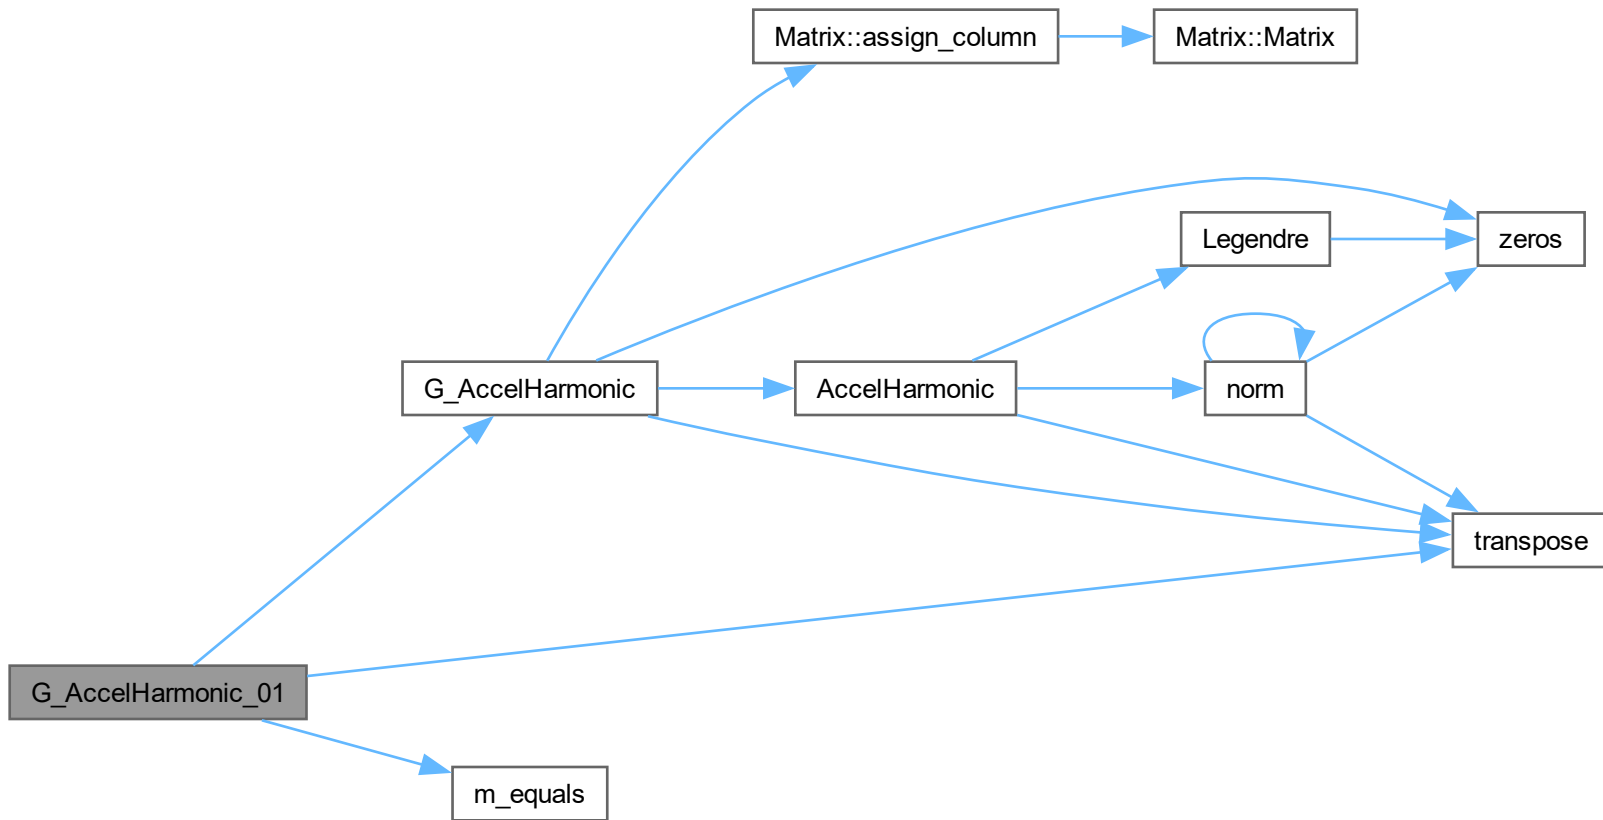 Matrix::assign_column
Matrix::Matrix
Legendre
zeros
G_AccelHarmonic
AccelHarmonic
norm
transpose
G_AccelHarmonic_01
m_equals